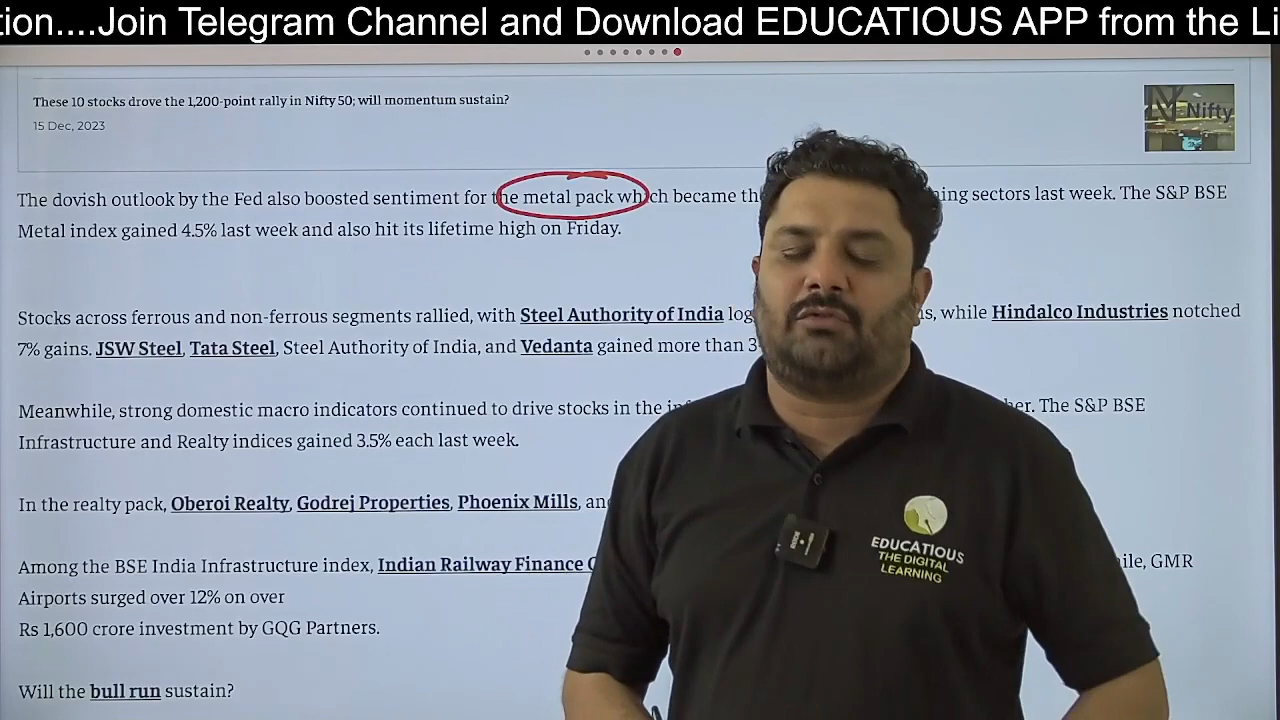 tion....Join Telegram Channel and Download EDUCATIOUS APP from the Li
These 10 stocks drove the 1,200-point rally in Nifty 50; will momentum sustain?
15 Dec, 2023
Nifty
The dovish outlook by the Fed also boosted sentiment for the metal pack which became th ing sectors last week. The S&P BSE
Metal index gained 4.5% last week and also hit its lifetime high on Friday.
Stocks across ferrous and non-ferrous segments rallied, with Steel Authority of India log s, while Hindalco Industries notched
7% gains. JSW Steel, Tata Steel, Steel Authority of India, and Vedanta gained more than 3
Meanwhile, strong domestic macro indicators continued to drive stocks in the her. The S&P BSE
Infrastructure and Realty indices gained 3.5% each last week.
In the realty pack, Oberoi Realty, Godrej Properties, Phoenix Mills, an
Among the BSE India Infrastructure index, Indian Railway Finance ile, GMR
Airports surged over 12% on over
Rs 1,600 crore investment by GQG Partners.
Will the bull run sustain?
EDUCATIOUS
THE DIGITAL
LEARNING